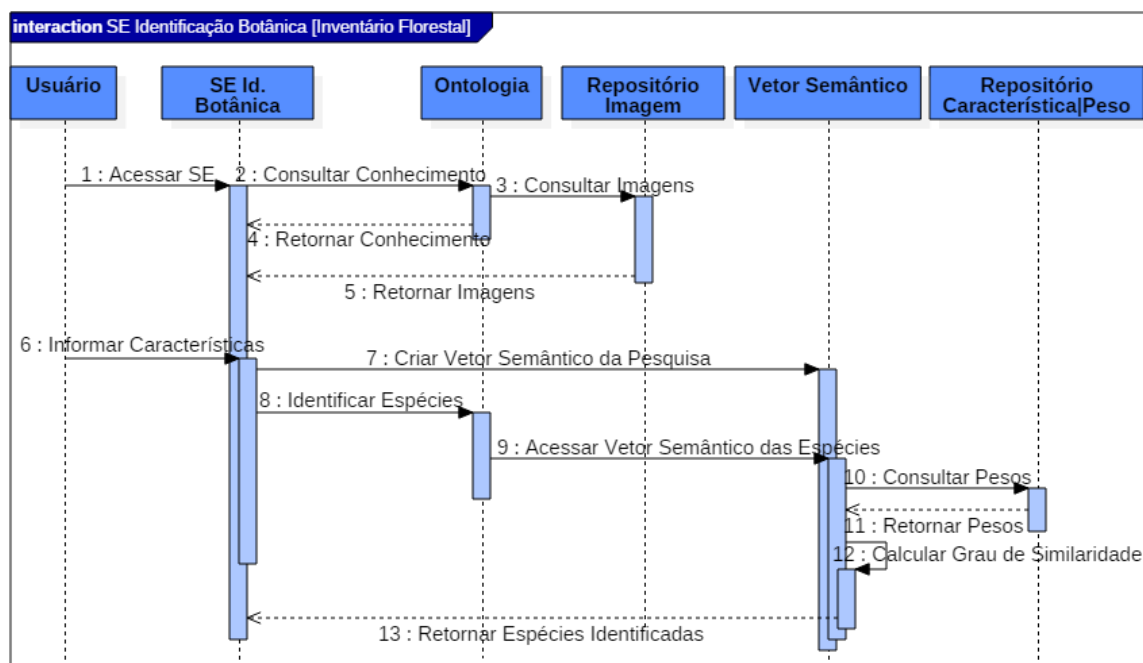 interaction SE Identificação Botânica [Inventário Florestal]
Usuário
SE Id.
Botânica
Ontologia
Repositório
Imagem
Vetor Semântico
Repositório
Característica|Peso
1 : Acessar SE
2 : Consultar Conhecimento
3 : Consultar Imagens
4 : Retornar Conhecimento
5 : Retornar Imagens
6 : Informar Características
7 : Criar Vetor Semântico da Pesquisa
8 : Identificar Espécies
9 : Acessar Vetor Semântico das Espécies
10 : Consultar Pesos
11 : Retornar Pesos
12 : Calcular Grau de Similaridade
13 : Retornar Espécies Identificadas